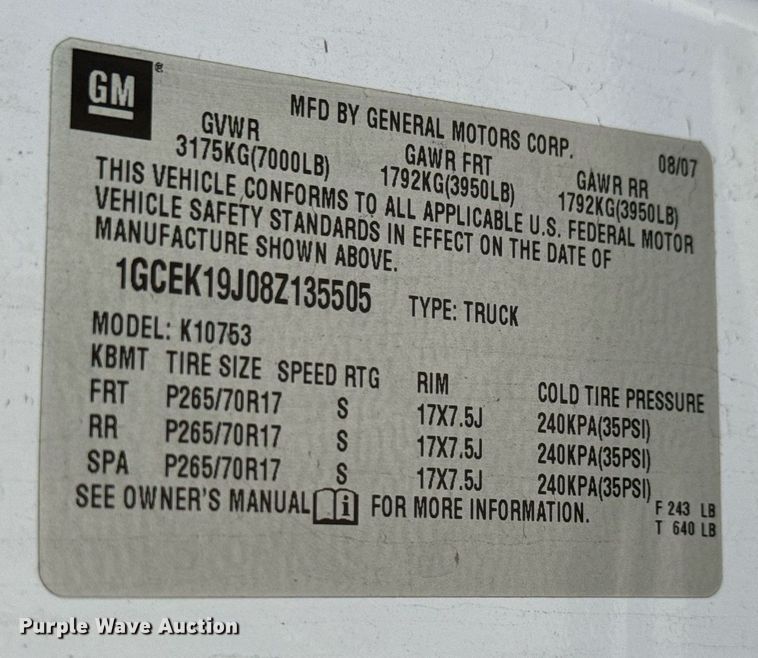 GM ®
MFD BY GENERAL MOTORS CORP. 08/07
GVWR GAWR FRT GAWR RR
3175KG(7000LB) 1792KG(3950LB) 1792KG(3950LB)
THIS VEHICLE CONFORMS TO ALL APPLICABLE U.S. FEDERAL MOTOR
VEHICLE SAFETY STANDARDS IN EFFECT ON THE DATE OF
MANUFACTURE SHOWN ABOVE.
1GCEK19J08Z135505 TYPE: TRUCK
MODEL: K10753
KBMT TIRE SIZE SPEED RTG RIM COLD TIRE PRESSURE
FRT P265/70R17 S 17X7.5J 240KPA(35PSI)
RR P265/70R17 S 17X7.5J 240KPA(35PSI)
SPA P265/70R17 S 17X7.5J 240KPA(35PSI)
SEE OWNER'S MANUAL i FOR MORE INFORMATION.
F 243 LB
T 640 LB
Purple Wave Auction